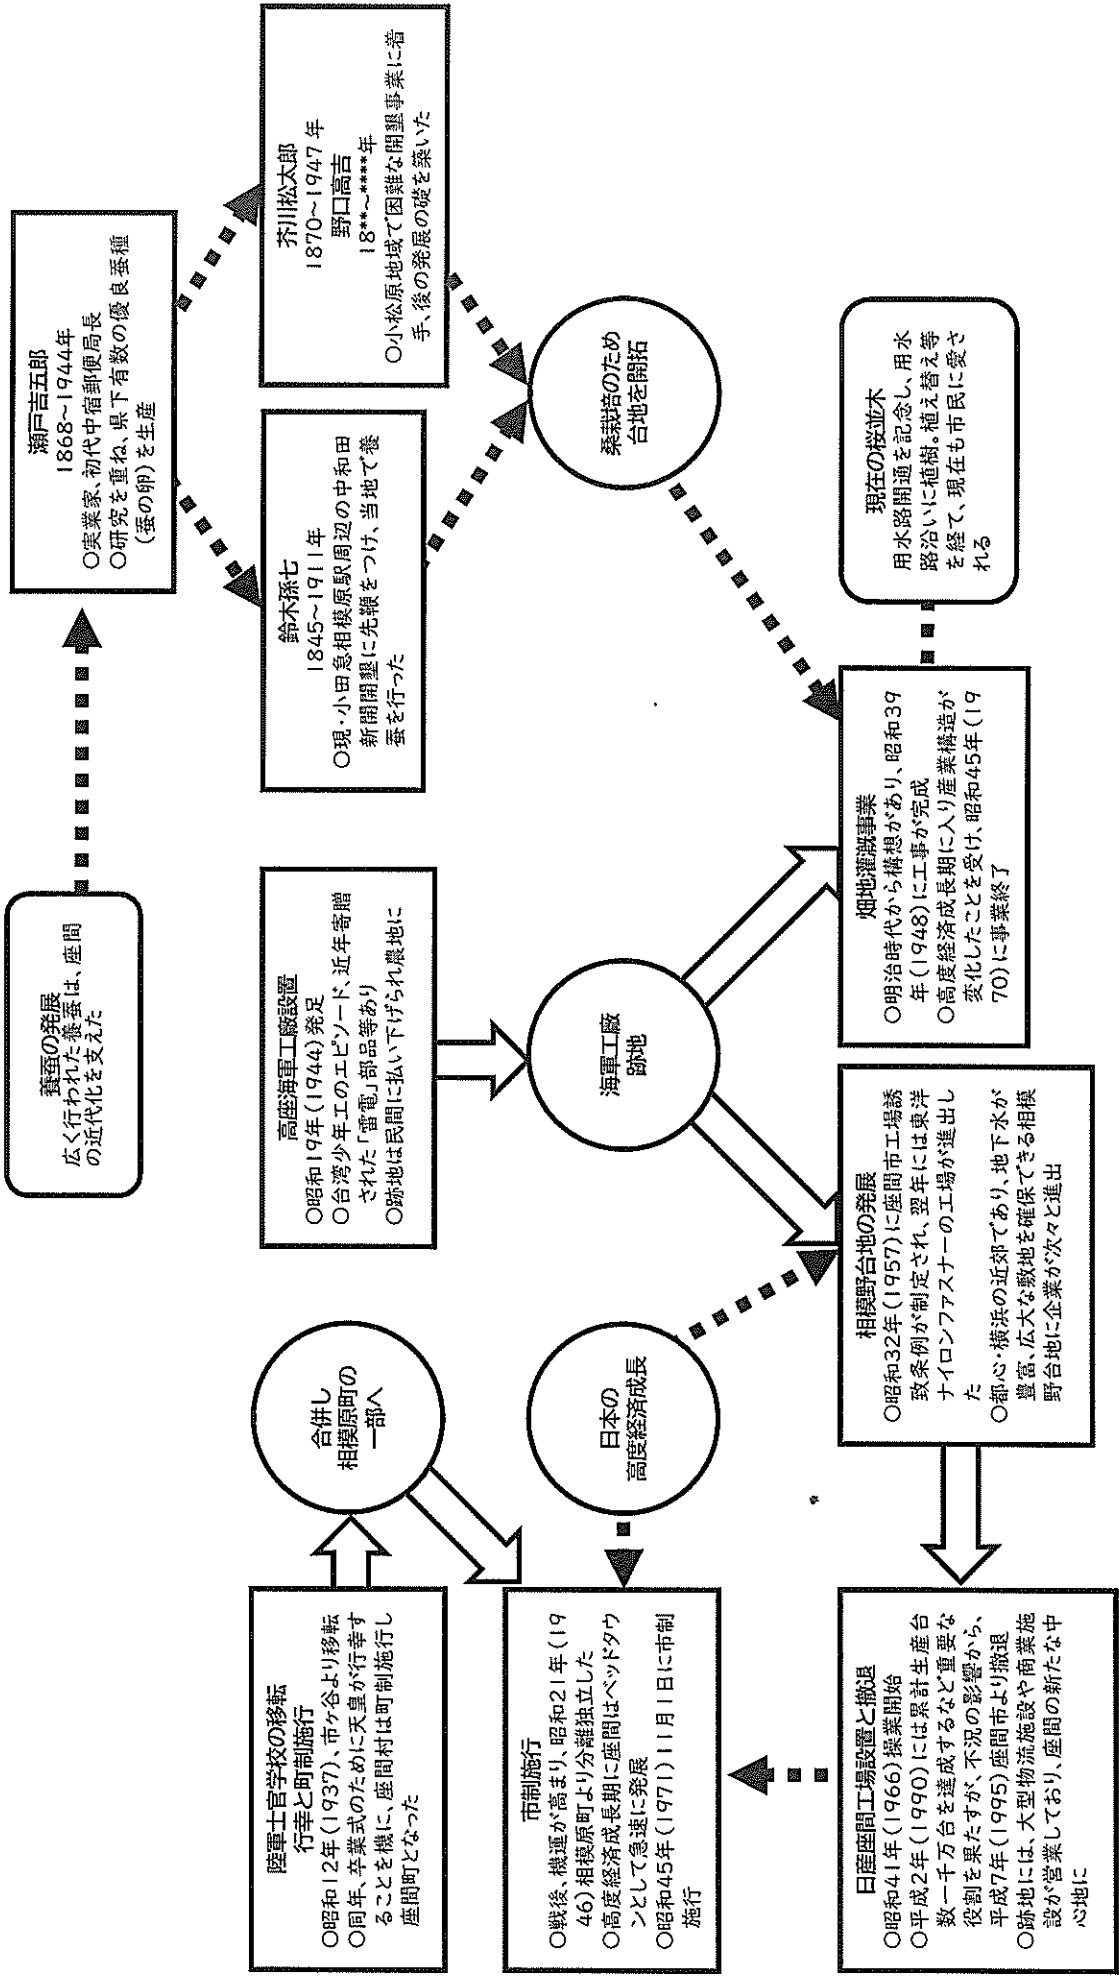 養蚕の発展
広く行われた養蚕は、座間
の近代化を支えた
瀬戸吉五郎
1868～1944年
○実業家、初代中宿郵便局長
○研究を重ね、県下有数の優良蚕種
(蚕の卵)を生産
陸軍士官学校の移転
行幸と町制施行
○昭和12年(1937)、市ケ谷より移転
○同年、卒業式のために天皇が行幸す
ることを機に、座間村は町制施行し
座間町となった
合併し
相模原町の
一部へ
高座海軍工廠設置
○昭和19年(1944)発足
○台湾少年工のエピソード、近年寄贈
された「雷電」部品等あり
○跡地は民間に払い下げられ農地に
鈴木孫七
1845～1911年
○現・小田急相模原駅周辺の中和田
新開開墾に先鞭をつけ、当地で養
蚕を行った
芥川松太郎
1870～1947年
野口高吉
18**～****年
○小松原地域で困難な開墾事業に着
手、後の発展の礎を築いた
市制施行
○戦後、機運が高まり、昭和21年(19
46)相模原町より分離独立した
○高度経済成長期に座間はベッドタウ
ンとして急速に発展
○昭和45年(1971)11月1日に市制
施行
日本の
高度経済成長
海軍工廠
跡地
桑栽培のため
台地を開拓
日産座間工場設置と撤退
○昭和41年(1966)操業開始
○平成2年(1990)には累計生産台
数一千万台を達成するなど重要な
役割を果たすが、不況の影響から、
平成7年(1995)座間市より撤退
○跡地には、大型物流施設や商業施
設が営業しており、座間の新たな中
心地に
相模野台地の発展
○昭和32年(1957)に座間市工場誘
致条例が制定され、翌年には東洋
ナイロンファスナーの工場が進出し
た
○都心・横浜の近郊であり、地下水が
豊富、広大な敷地を確保できる相模
野台地に企業が次々と進出
畑地灌漑事業
○明治時代から構想があり、昭和39
年(1948)に工事が完成
○高度経済成長期に入り産業構造が
変化したことを受け、昭和45年(19
70)に事業終了
現在の桜並木
用水路開通を記念し、用水
路沿いに植樹。植え替え等
を経て、現在も市民に愛さ
れる